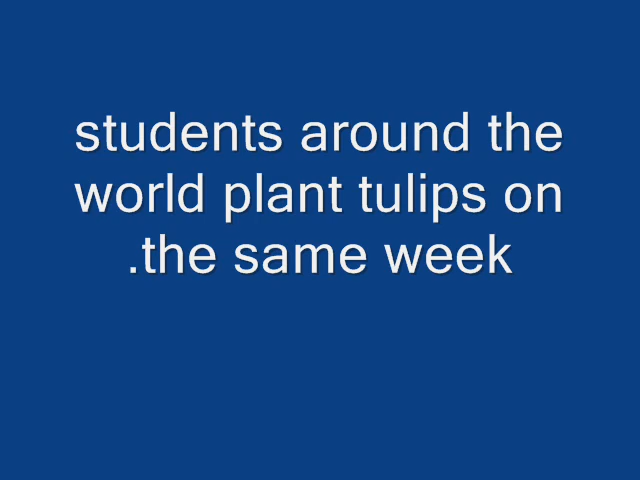 students around the
world plant tulips on
.the same week